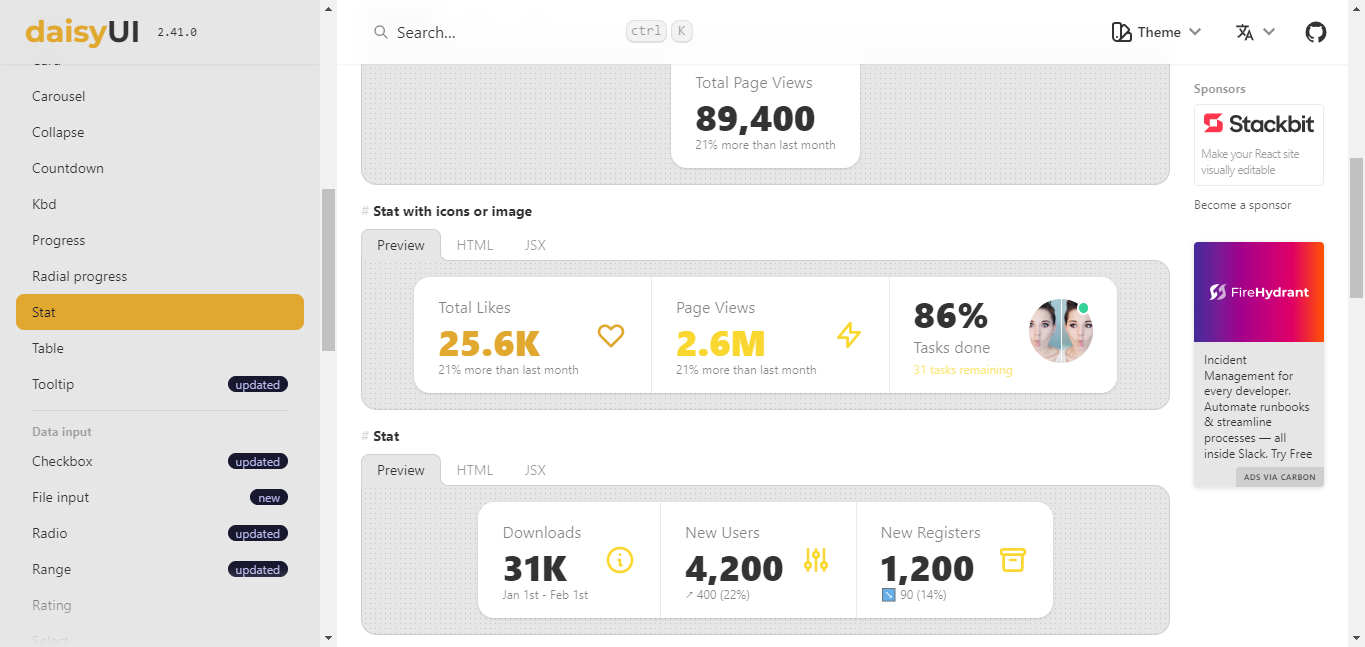 daisyUI 2.41.0
Search...
ctrl K
Theme
Carousel
Collapse
Countdown
Kbd
Progress
Radial progress
Stat
Table
Tooltip updated
Data input
Checkbox updated
File input new
Radio updated
Range updated
Rating
Select
Total Page Views
89,400
21% more than last month
# Stat with icons or image
Preview HTML JSX
Total Likes
25.6K
21% more than last month
Page Views
2.6M
21% more than last month
86%
Tasks done
31 tasks remaining
# Stat
Preview HTML JSX
Downloads
31K
Jan 1st - Feb 1st
New Users
4,200
↗︎ 400 (22%)
New Registers
1,200
↘️ 90 (14%)
Sponsors
Stackbit
Make your React site
visually editable
Become a sponsor
FireHydrant
Incident
Management for
every developer.
Automate runbooks
& streamline
processes — all
inside Slack. Try Free
ADS VIA CARBON